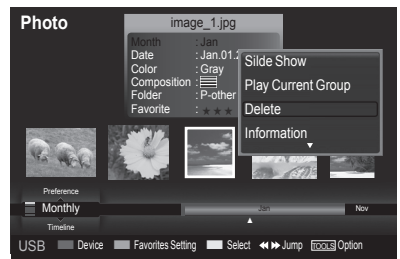 Photo
image_1.jpg
Month : Jan
Date : Jan.01.2
Color : Gray
Composition :
Folder : P-other
Favorite : ★ ★ ★
Silde Show
Play Current Group
Delete
Information
▼
Preference
Monthly
Timeline
Jan
Nov
▲
USB Device Favorites Setting Select ◄◄ ►► Jump TOOLS Option